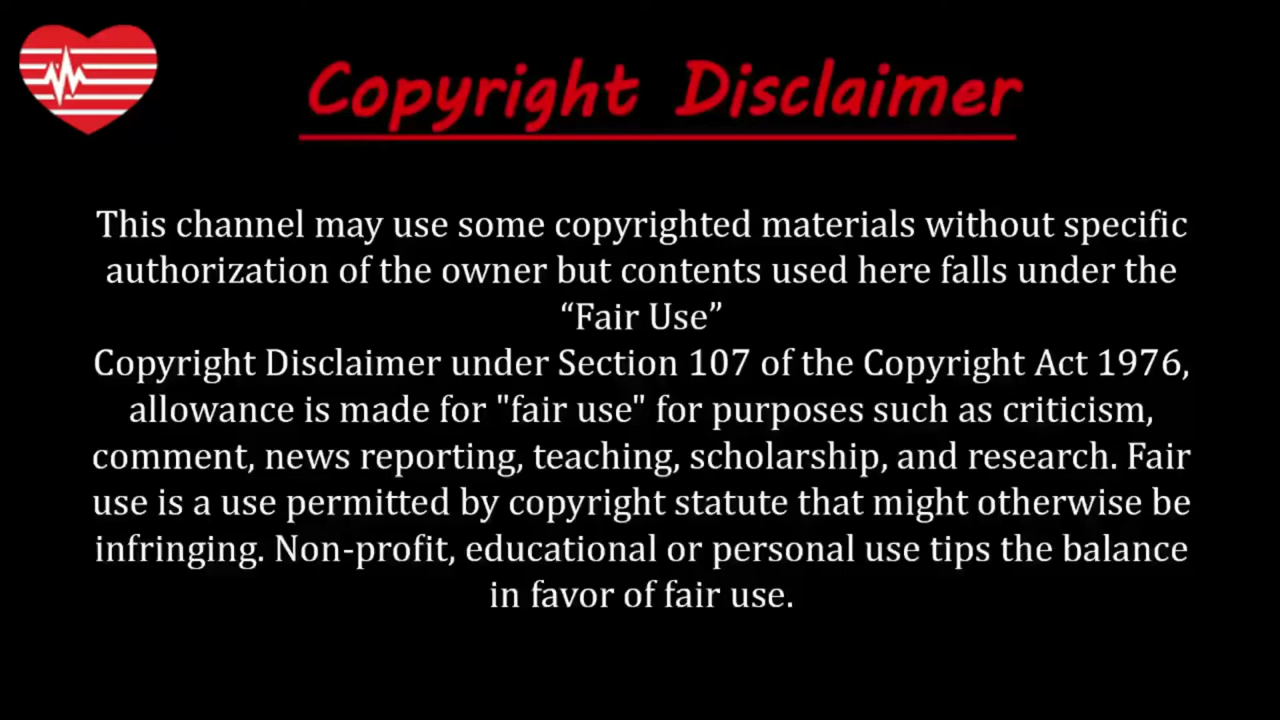 Copyright Disclaimer
This channel may use some copyrighted materials without specific
authorization of the owner but contents used here falls under the
“Fair Use”
Copyright Disclaimer under Section 107 of the Copyright Act 1976,
allowance is made for "fair use" for purposes such as criticism,
comment, news reporting, teaching, scholarship, and research. Fair
use is a use permitted by copyright statute that might otherwise be
infringing. Non-profit, educational or personal use tips the balance
in favor of fair use.